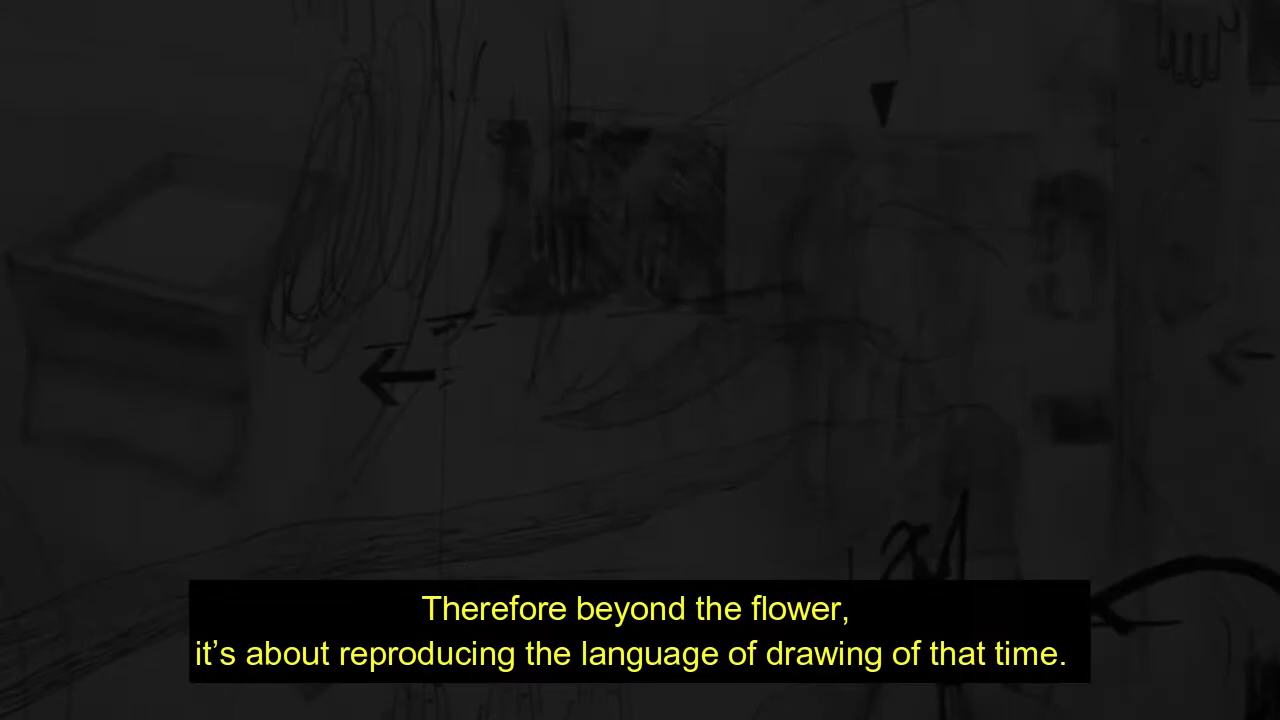 Therefore beyond the flower,
it’s about reproducing the language of drawing of that time.